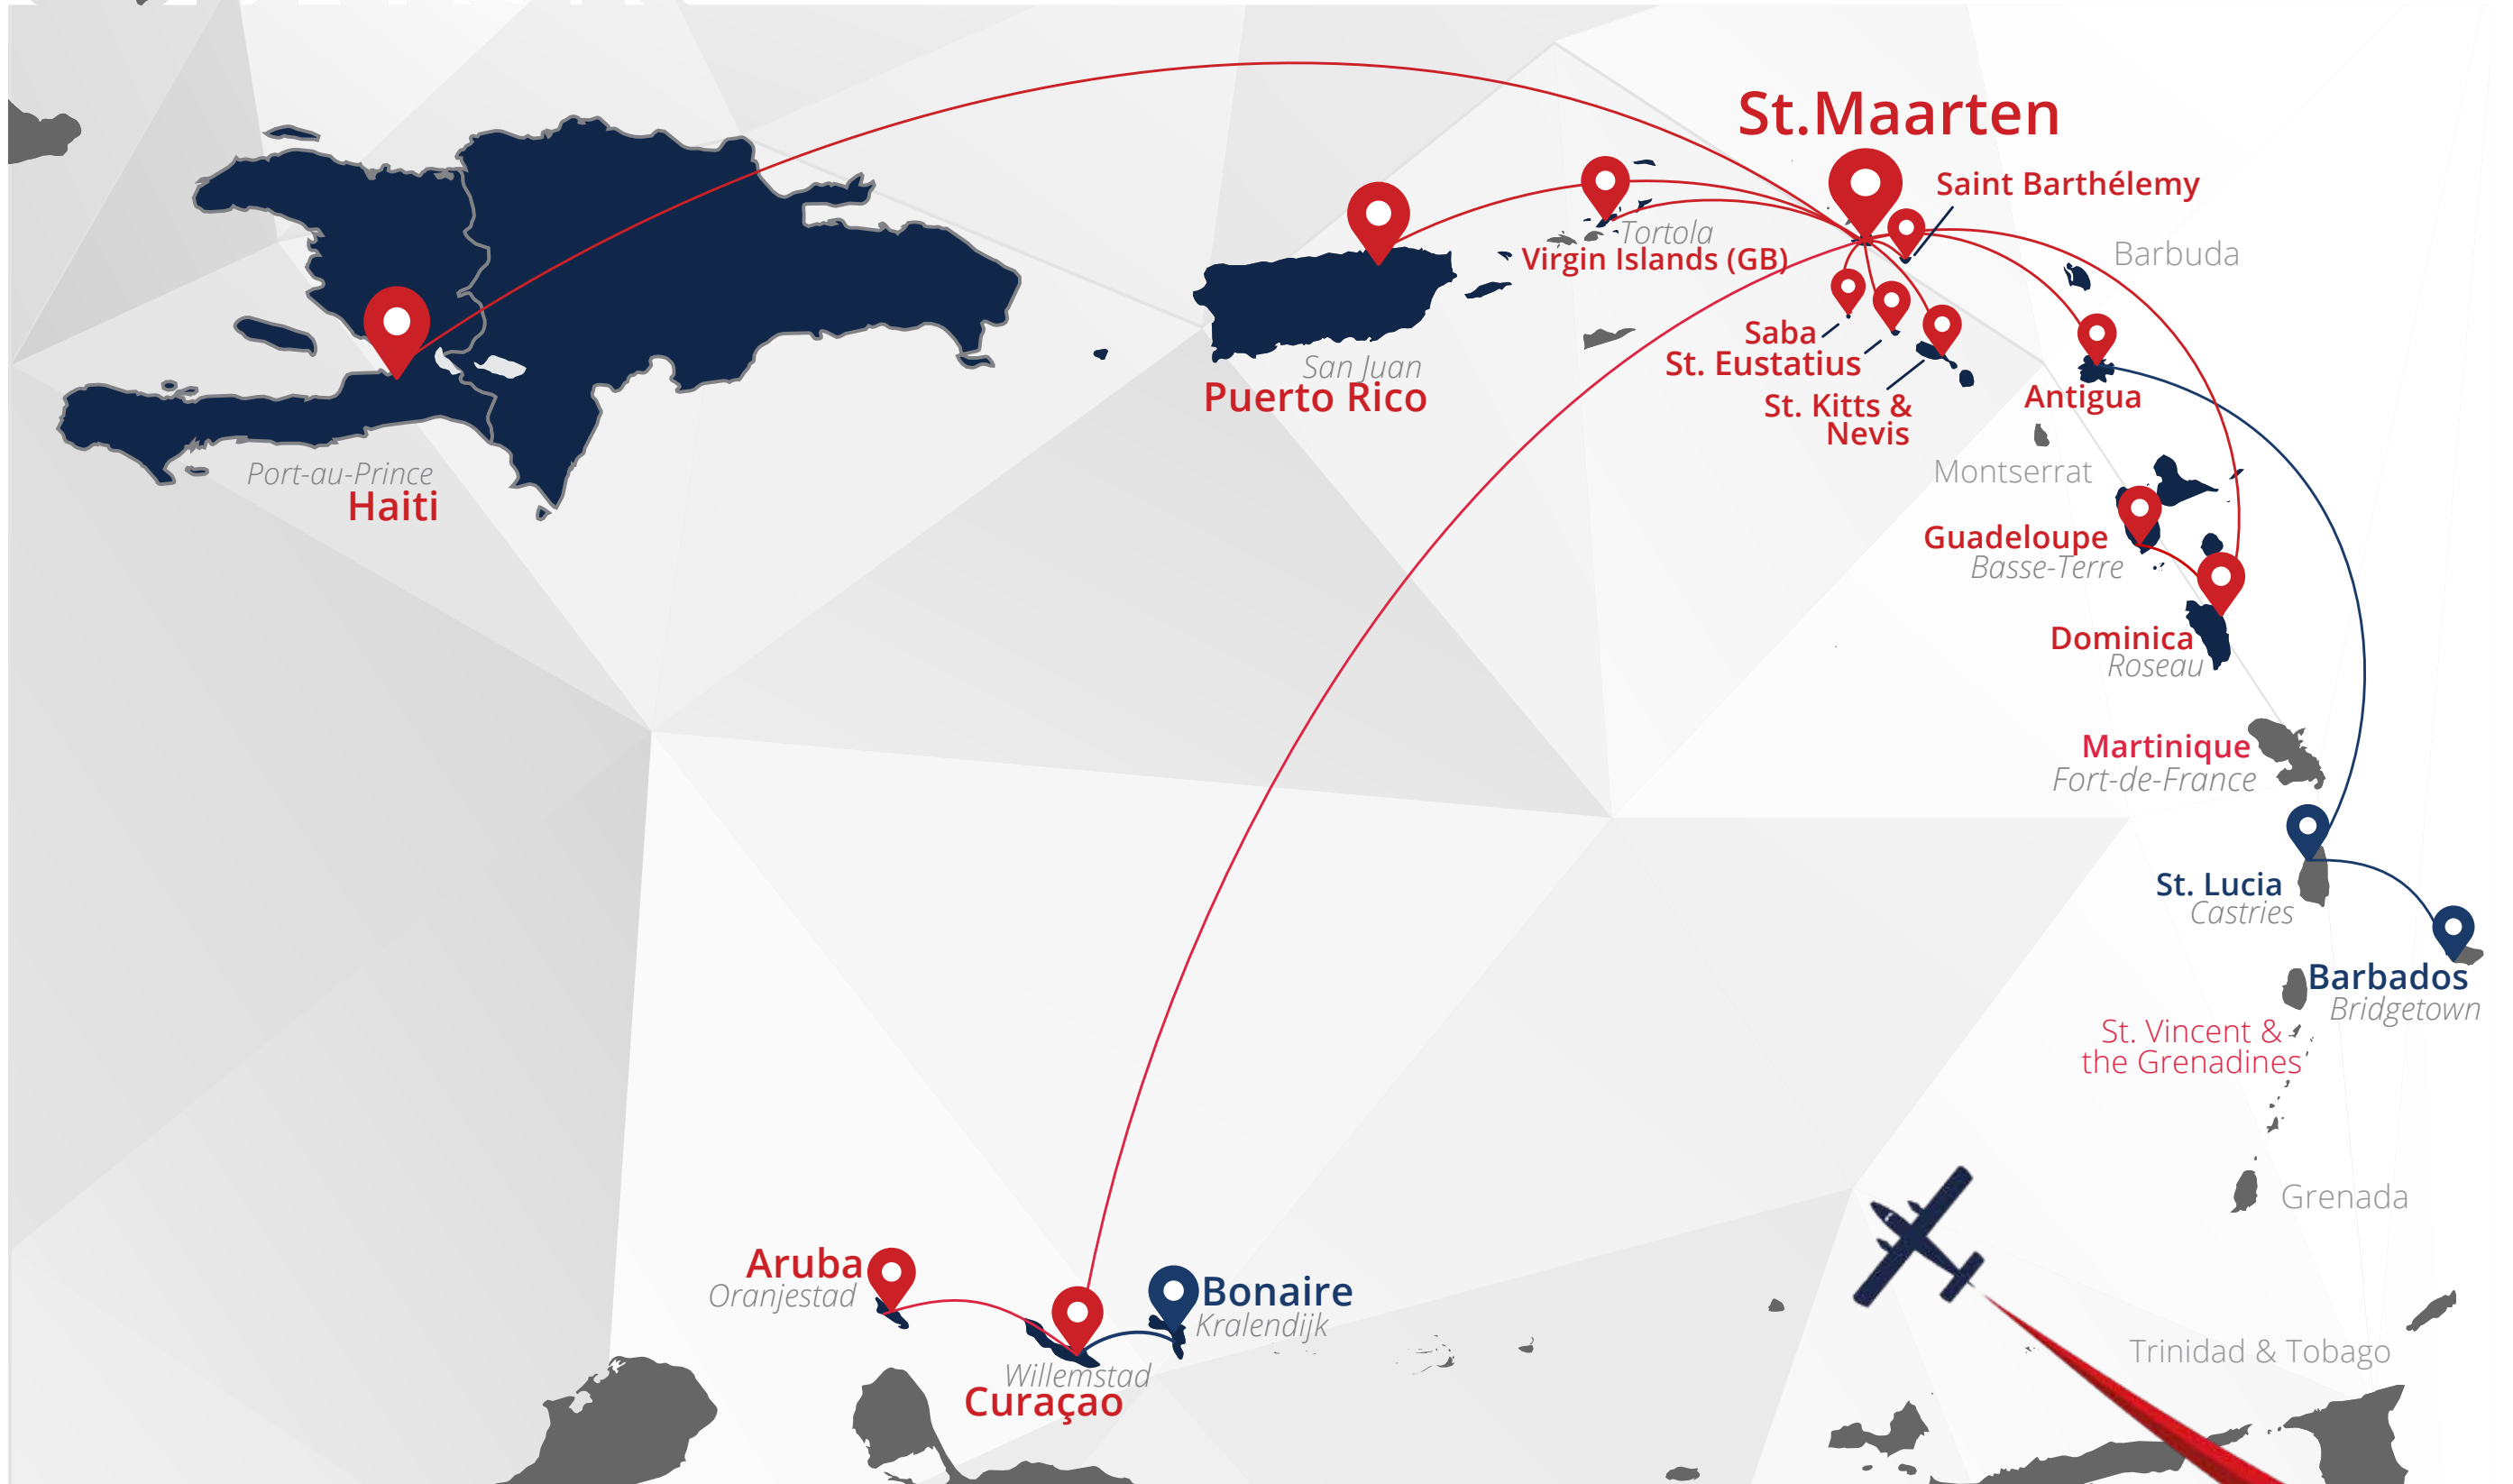 St.Maarten
Saint Barthélemy
Tortola
Virgin Islands (GB)
Barbuda
Saba
St. Eustatius
St. Kitts &
Nevis
San Juan
Puerto Rico
Antigua
Port-au-Prince
Haiti
Montserrat
Guadeloupe
Basse-Terre
Dominica
Roseau
Martinique
Fort-de-France
St. Lucia
Castries
Barbados
Bridgetown
St. Vincent &
the Grenadines
Grenada
Aruba
Oranjestad
Bonaire
Kralendijk
Willemstad
Curaçao
Trinidad & Tobago